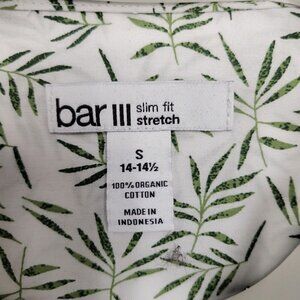 bar III slim fit
stretch
S
14-14½
100% ORGANIC
COTTON
MADE IN
INDONESIA